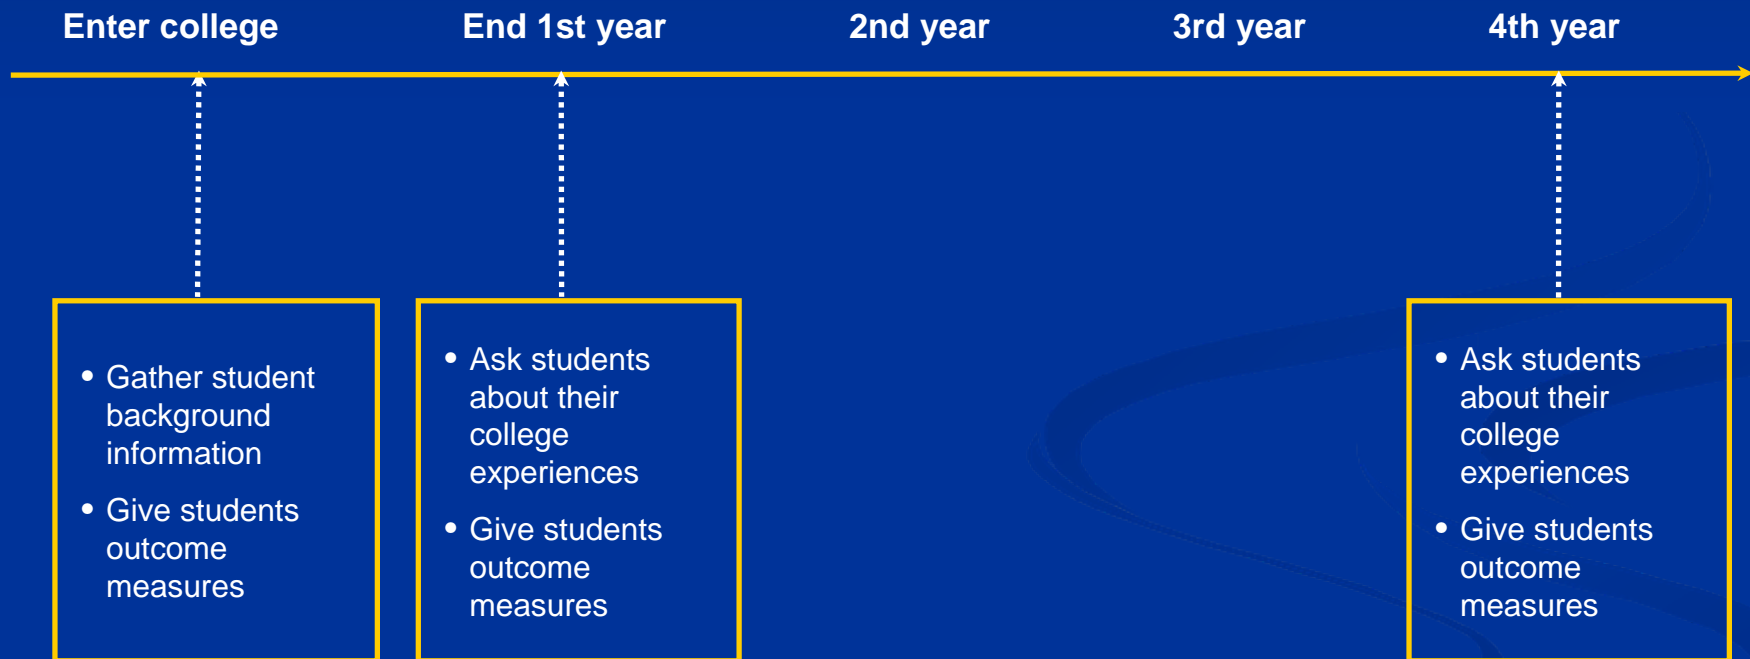 Enter college
End 1st year
2nd year
3rd year
4th year
• Gather student
background
information
• Give students
outcome
measures
• Ask students
about their
college
experiences
• Give students
outcome
measures
• Ask students
about their
college
experiences
• Give students
outcome
measures